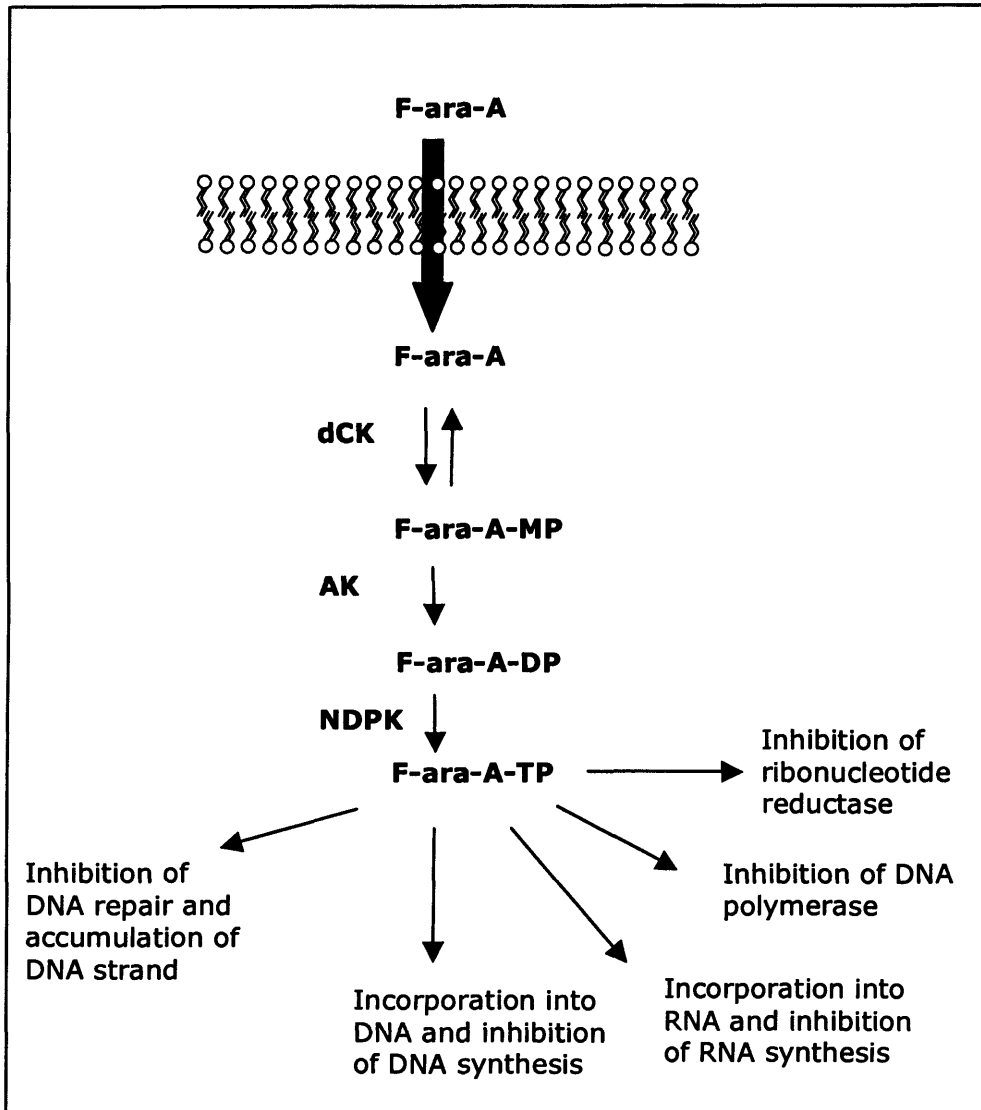 F-ara-A
F-ara-A
dCK
F-ara-A-MP
AK
F-ara-A-DP
NDPK
F-ara-A-TP
Inhibition of
ribonucleotide
reductase
Inhibition of
DNA repair and
accumulation of
DNA strand
Inhibition of DNA
polymerase
Incorporation into
DNA and inhibition
of DNA synthesis
Incorporation into
RNA and inhibition
of RNA synthesis